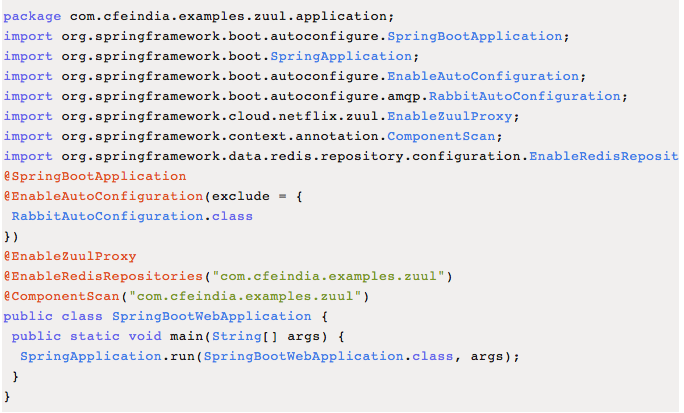 package com.cfeindia.examples.zuul.application;
import org.springframework.boot.autoconfigure.SpringBootApplication;
import org.springframework.boot.SpringApplication;
import org.springframework.boot.autoconfigure.EnableAutoConfiguration;
import org.springframework.boot.autoconfigure.amqp.RabbitAutoConfiguration;
import org.springframework.cloud.netflix.zuul.EnableZuulProxy;
import org.springframework.context.annotation.ComponentScan;
import org.springframework.data.redis.repository.configuration.EnableRedisReposit
@SpringBootApplication
@EnableAutoConfiguration(exclude = {
 RabbitAutoConfiguration.class
})
@EnableZuulProxy
@EnableRedisRepositories("com.cfeindia.examples.zuul")
@ComponentScan("com.cfeindia.examples.zuul")
public class SpringBootWebApplication {
 public static void main(String[] args) {
  SpringApplication.run(SpringBootWebApplication.class, args);
 }
}